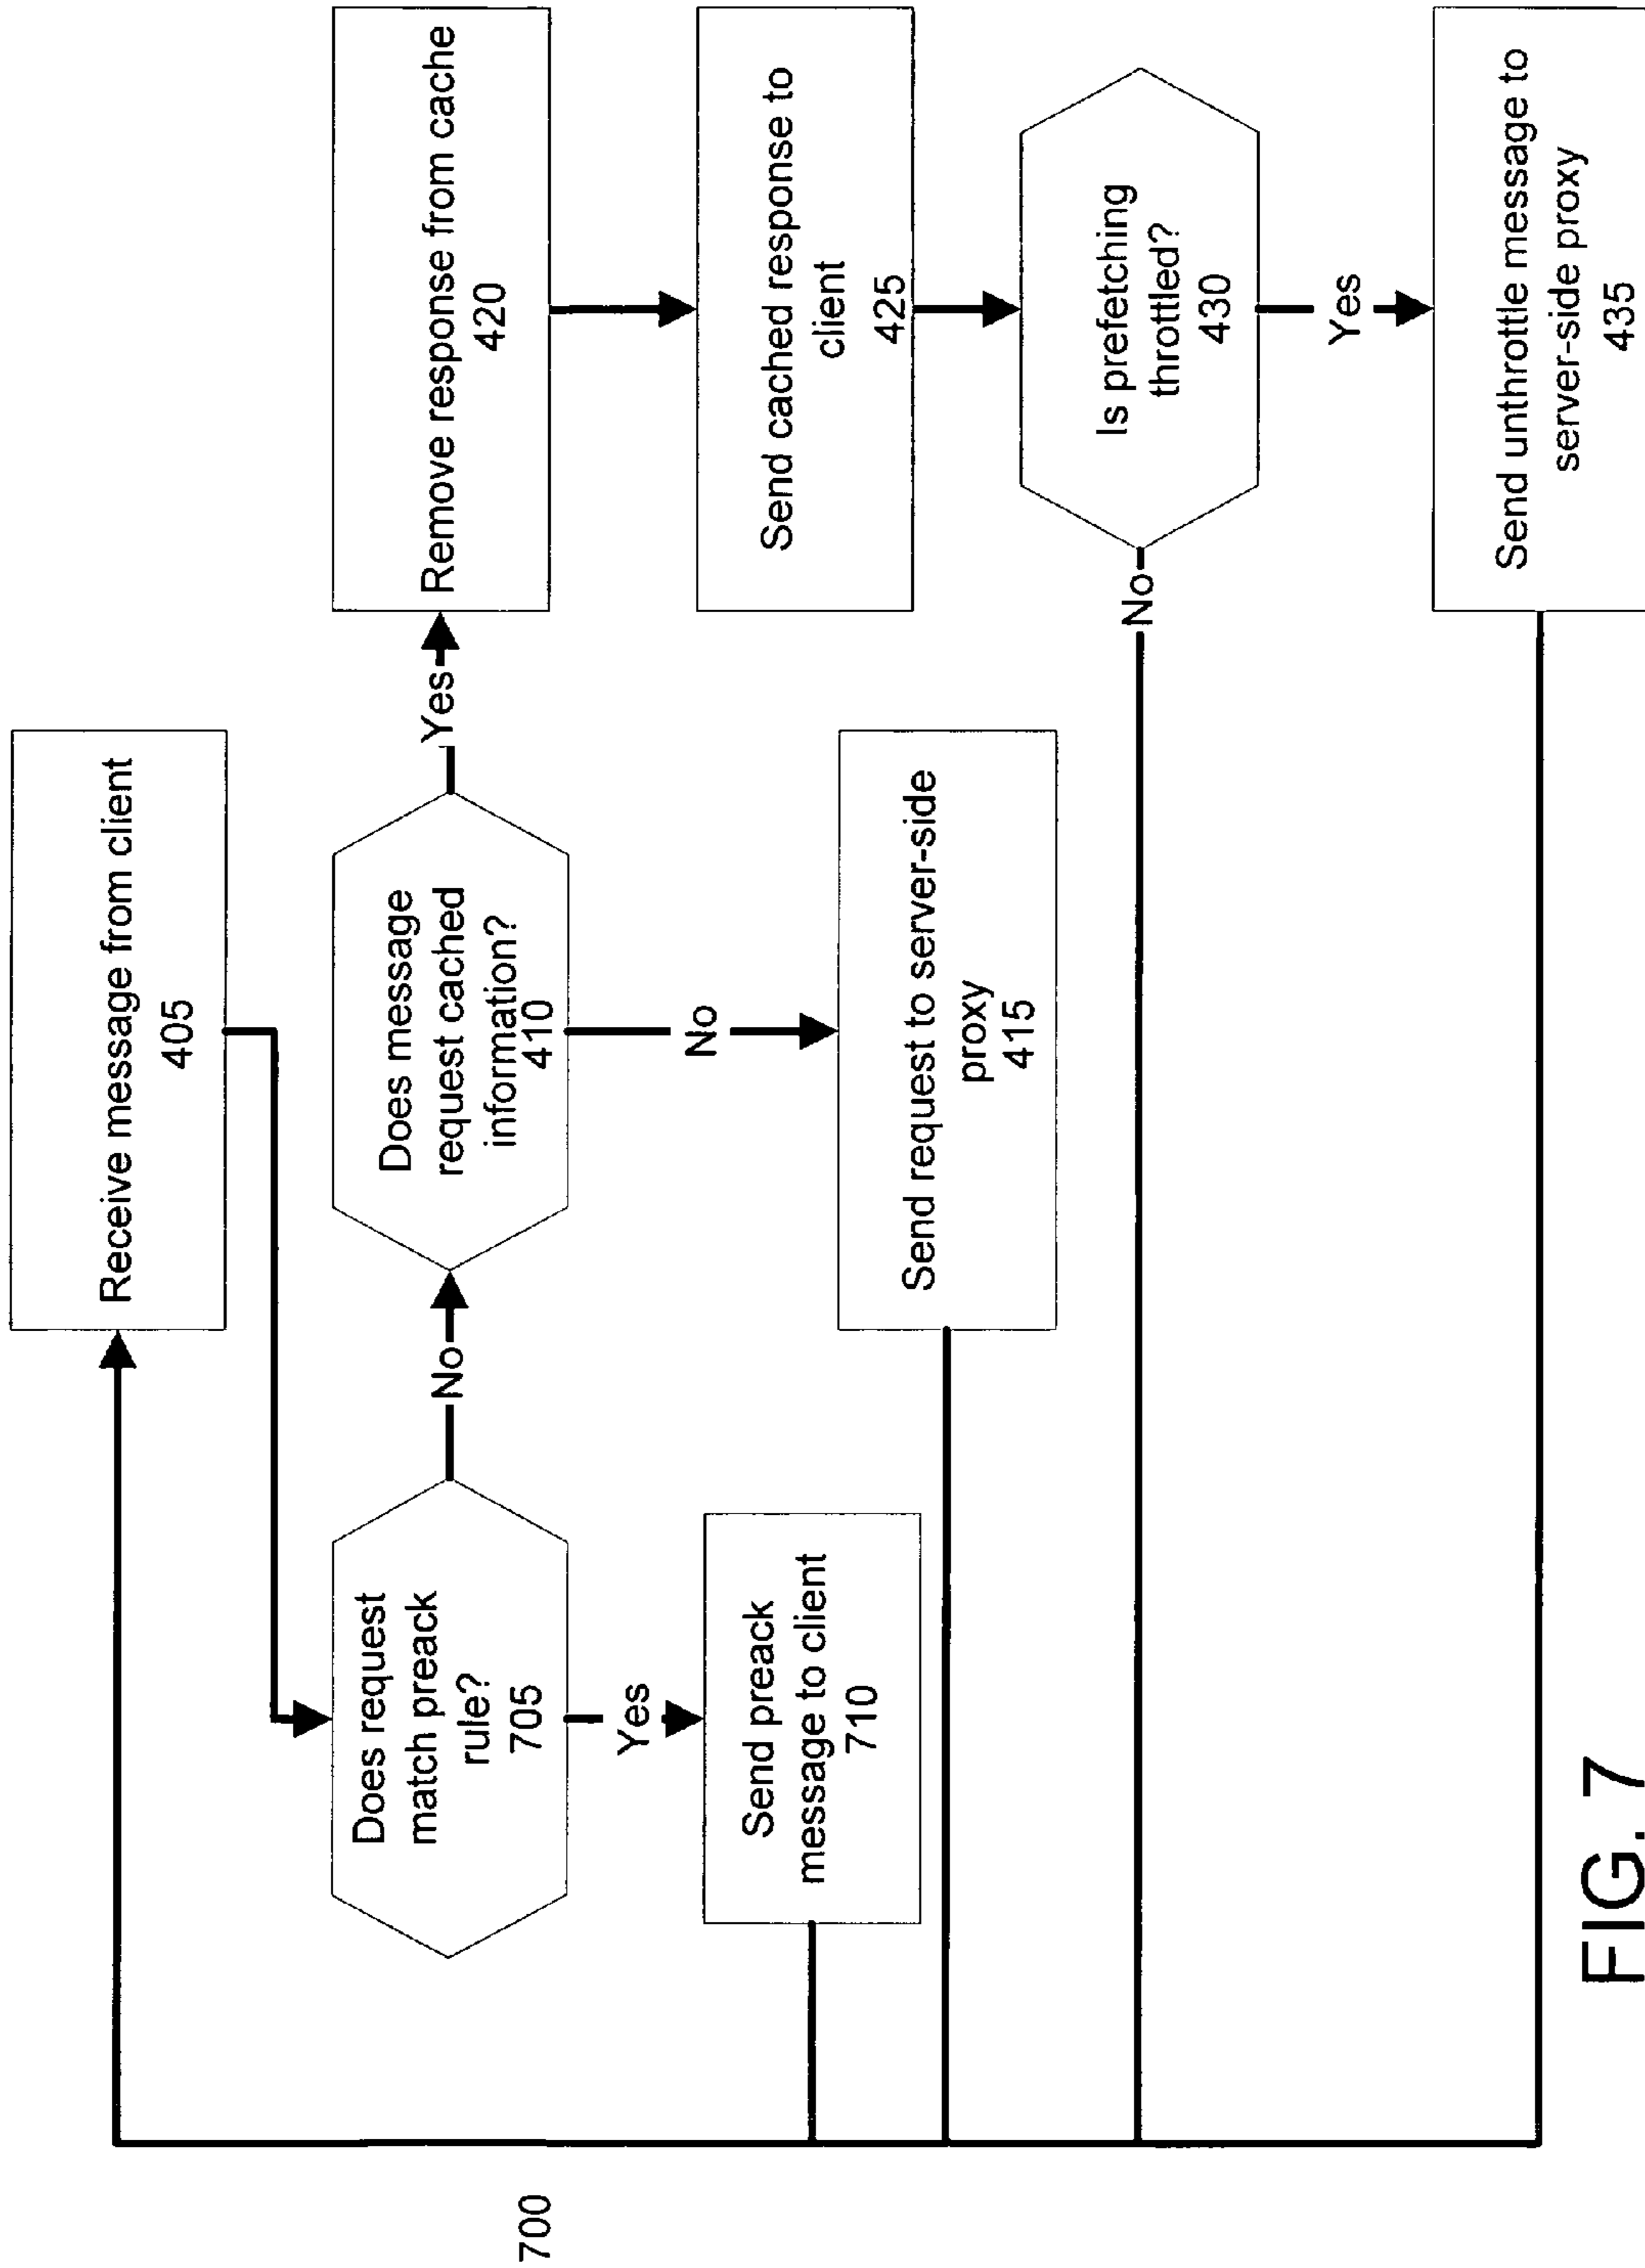 700
Receive message from client
405
Does request
match preack
rule?
705
No
Does message
request cached
information?
410
Yes
Remove response from cache
420
Yes
Send preack
message to client
710
No
Send request to server-side
proxy
415
Send cached response to
client
425
Is prefetching
throttled?
430
No
Yes
Send unthrottle message to
server-side proxy
435
FIG. 7